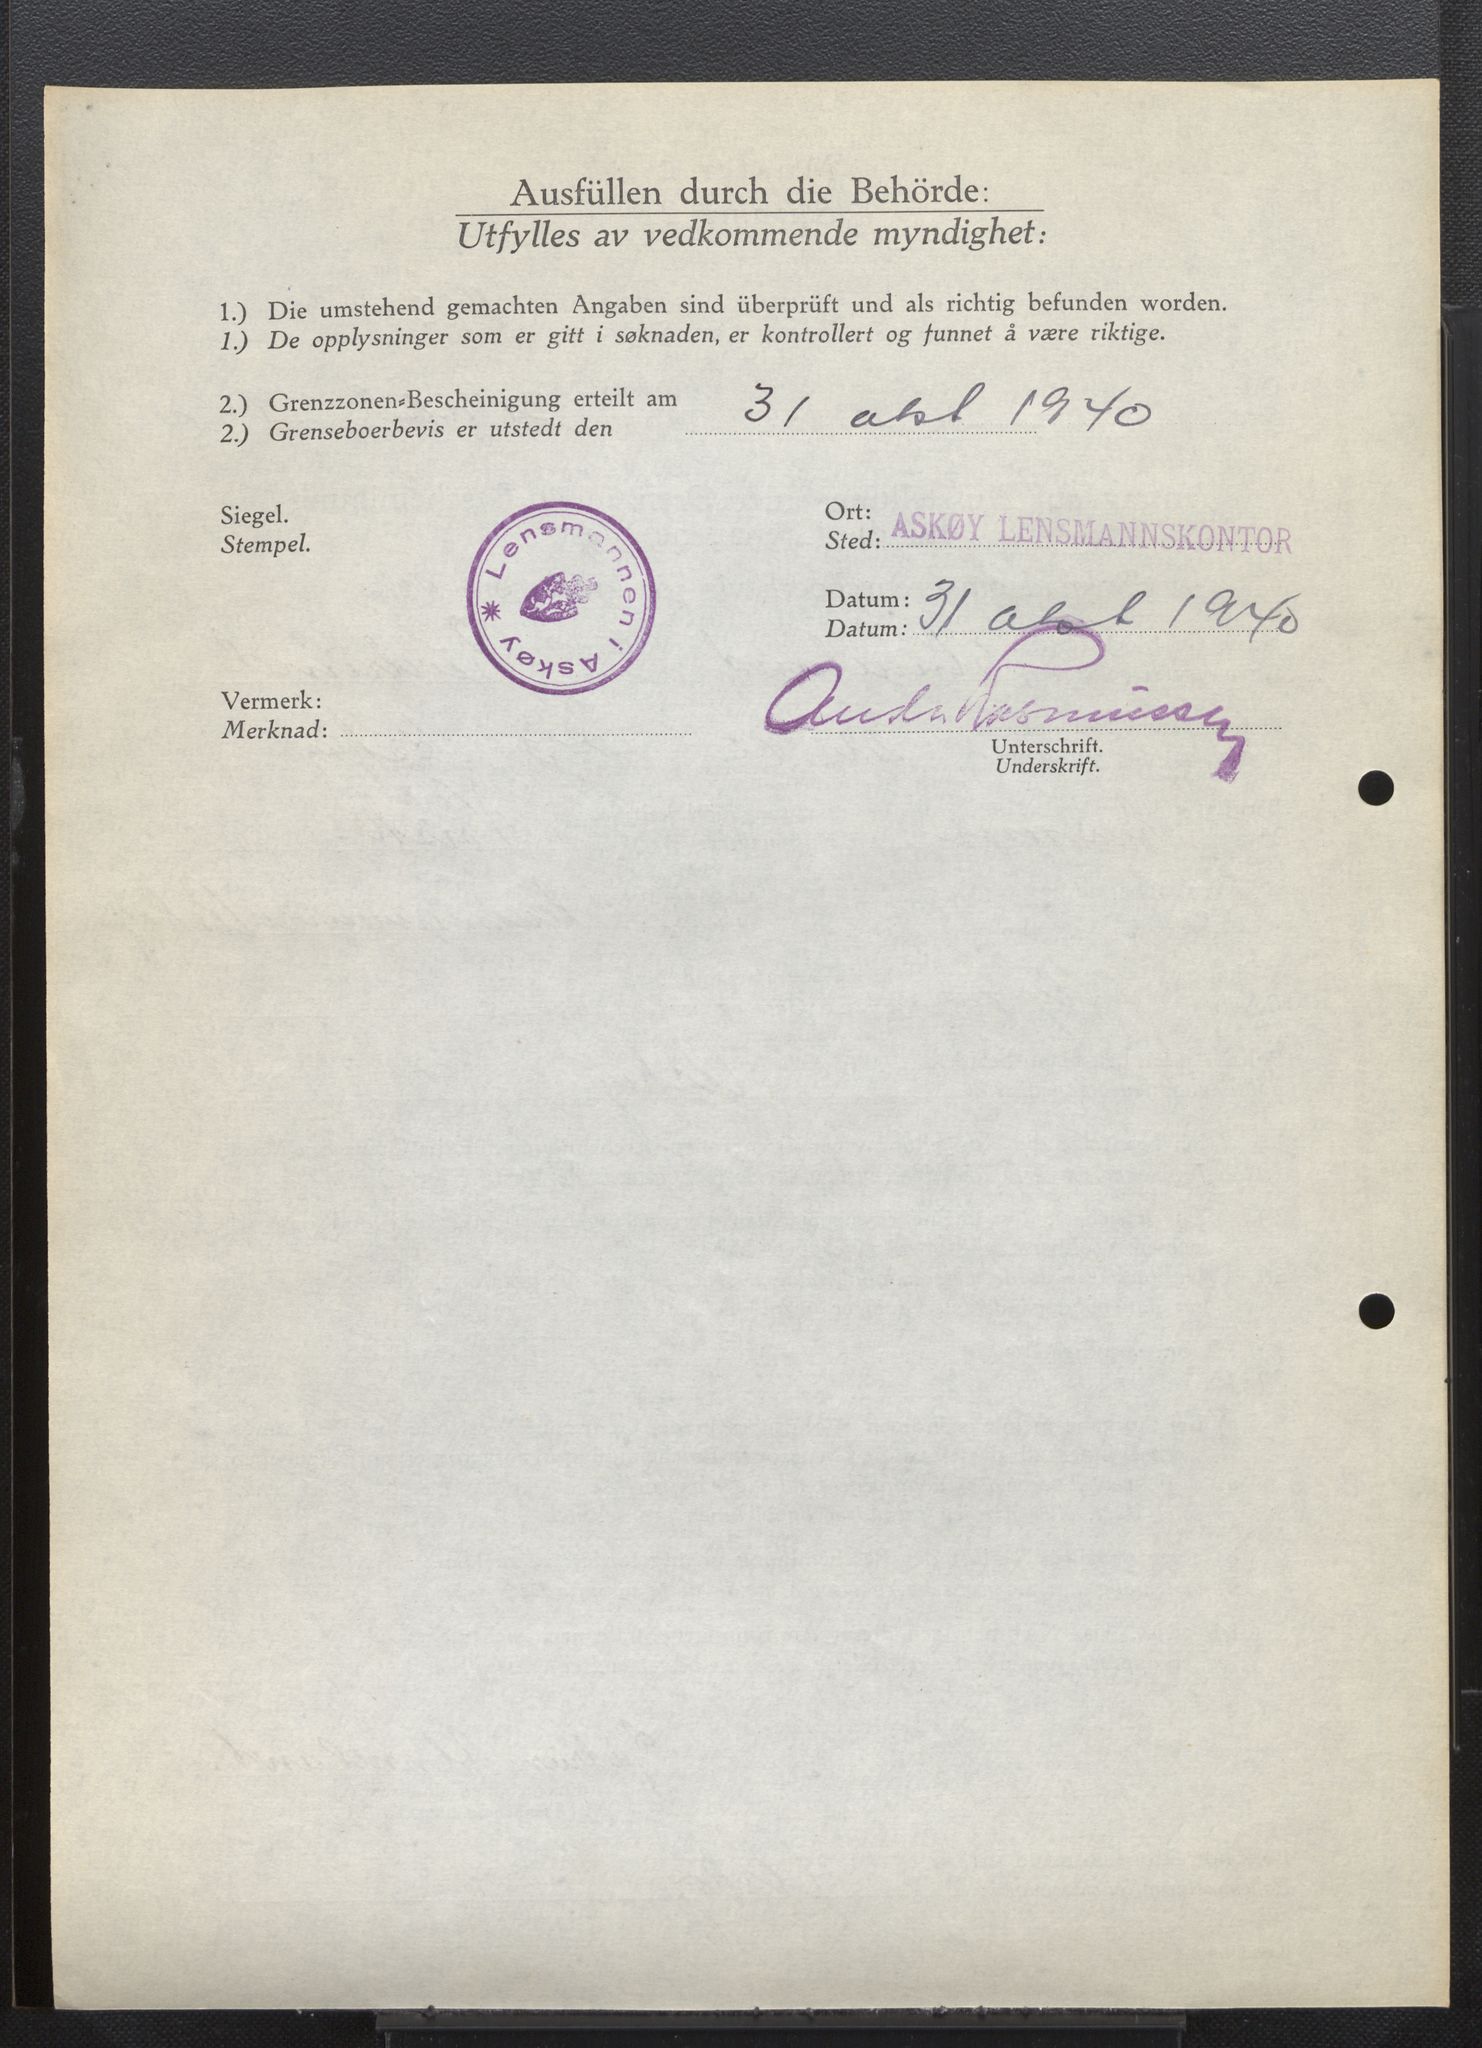 Ausfüllen durch die Behörde:
Utfylles av vedkommende myndighet:
1.) Die umstehend gemachten Angaben sind überprüft und als richtig befunden worden.
1.) De opplysninger som er gitt i søknaden, er kontrollert og funnet å være riktige.
2.) Grenzzonen-Bescheinigung erteilt am
2.) Grenseboerbevis er utstedt den
31 okt 1940
Siegel.
Stempel.
Lensmannen i Askøy
Ort:
Sted: ASKØY LENSMANNSKONTOR
Datum:
Datum: 31 okt 1940
Vermerk:
Merknad:
Rasmussen
Unterschrift.
Underskrift.